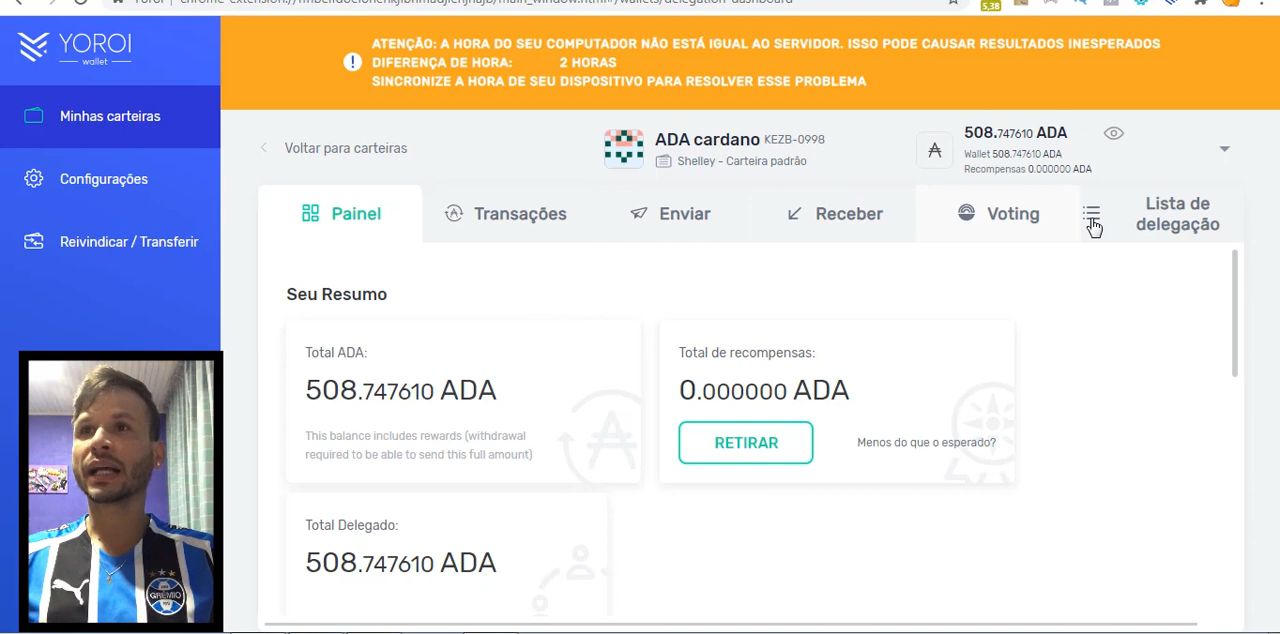 YOROI
wallet
Minhas carteiras
Configurações
Reivindicar / Transferir
5,38
ATENÇÃO: A HORA DO SEU COMPUTADOR NÃO ESTÁ IGUAL AO SERVIDOR. ISSO PODE CAUSAR RESULTADOS INESPERADOS
DIFERENÇA DE HORA: 2 HORAS
SINCRONIZE A HORA DE SEU DISPOSITIVO PARA RESOLVER ESSE PROBLEMA
Voltar para carteiras
ADA cardano KEZB-0998
Shelley - Carteira padrão
508.747610 ADA
Wallet 508.747610 ADA
Recompensas 0.000000 ADA
Painel
Transações
Enviar
Receber
Voting
Lista de
delegação
Seu Resumo
Total ADA:
508.747610 ADA
This balance includes rewards (withdrawal
required to be able to send this full amount)
Total de recompensas:
0.000000 ADA
RETIRAR
Menos do que o esperado?
Total Delegado:
508.747610 ADA
PUMA
GRÊMIO